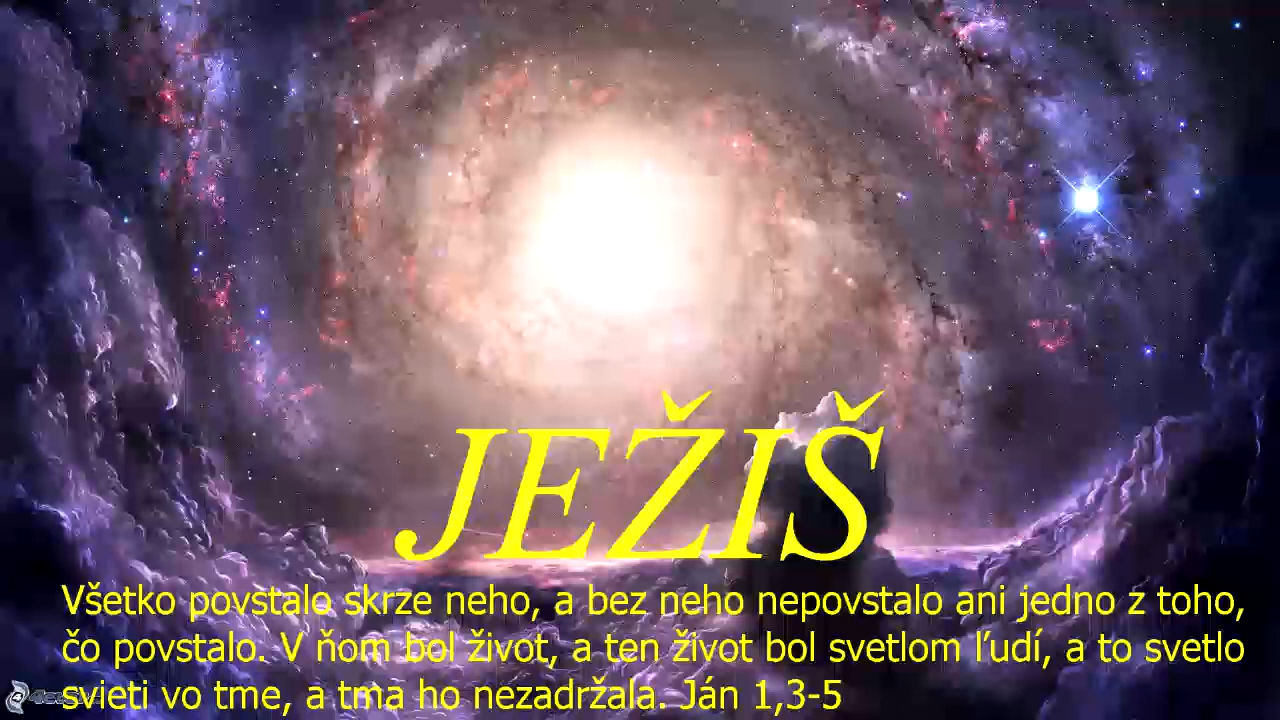 JEŽIŠ
Všetko povstalo skrze neho, a bez neho nepovstalo ani jedno z toho,
čo povstalo. V ňom bol život, a ten život bol svetlom ľudí, a to svetlo
svieti vo tme, a tma ho nezadržala. Ján 1,3-5